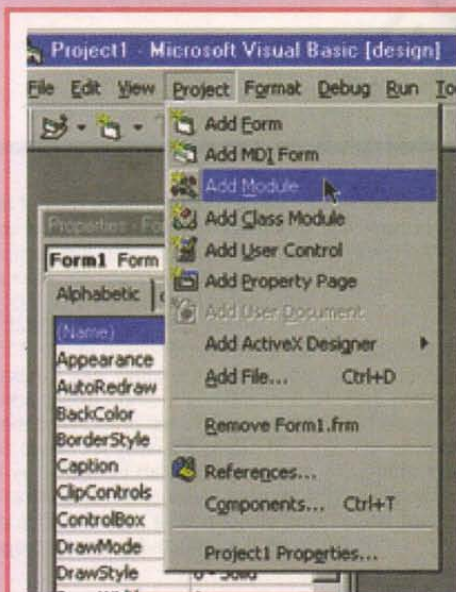 Project1 - Microsoft Visual Basic [design]
File Edit View Project Format Debug Run
Add Form
Add MDI Form
Add Module
Add Class Module
Add User Control
Add Property Page
Add User Document
Add ActiveX Designer
Add File... Ctrl+D
Remove Form1.frm
References...
Components... Ctrl+T
Project1 Properties...
Properties
Form1 Form
Alphabetic
(Name)
Appearance
AutoRedraw
BackColor
BorderStyle
Caption
ClipControls
ControlBox
DrawMode
DrawStyle 0 - Solid